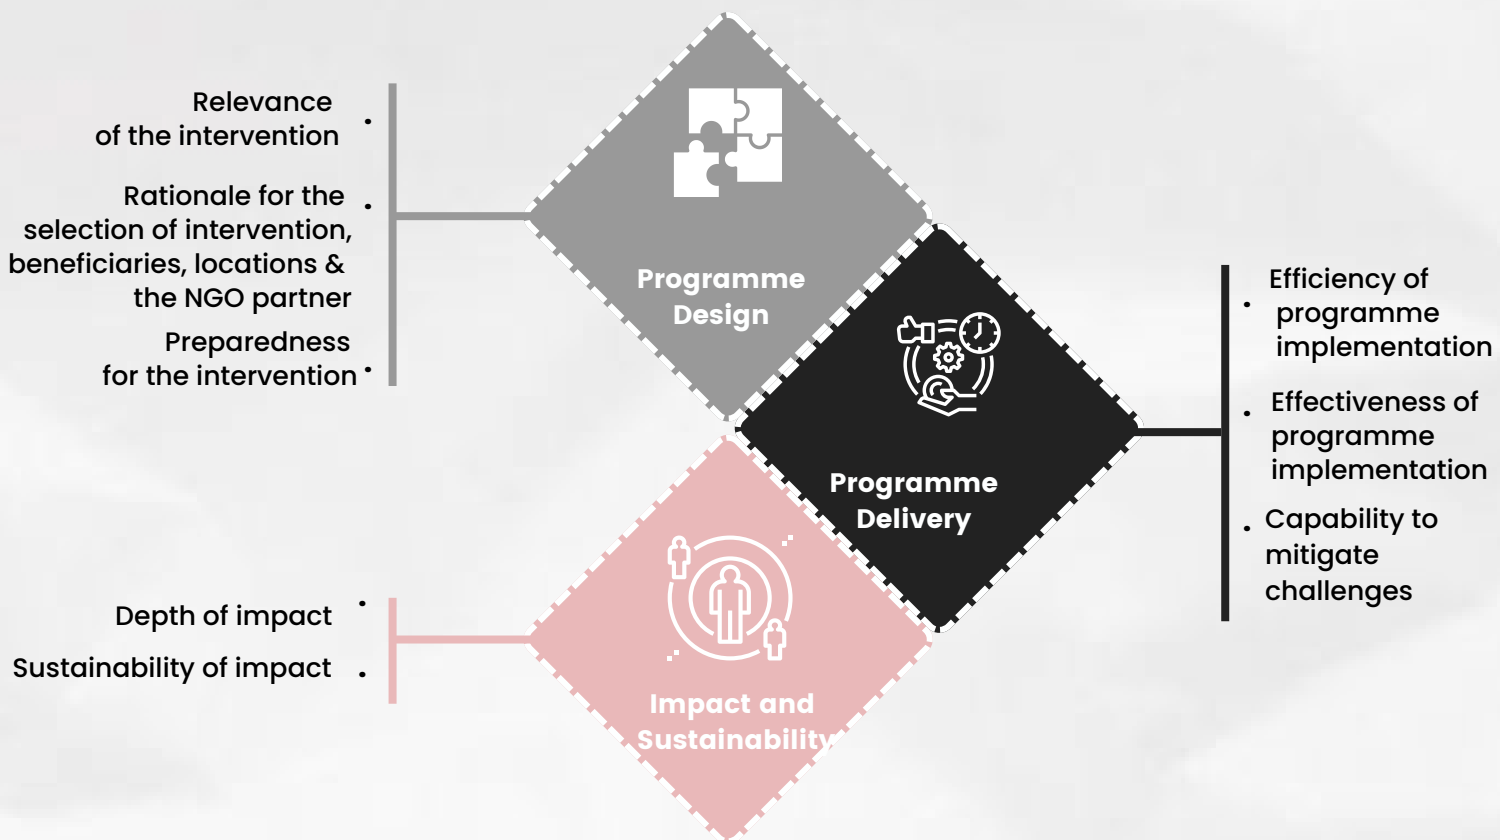 Relevance
of the intervention
Rationale for the
selection of intervention,
beneficiaries, locations &
the NGO partner
Preparedness
for the intervention
Programme
Design
Efficiency of
programme
implementation
Effectiveness of
programme
implementation
Capability to
mitigate
challenges
Programme
Delivery
Depth of impact
Sustainability of impact
Impact and
Sustainability